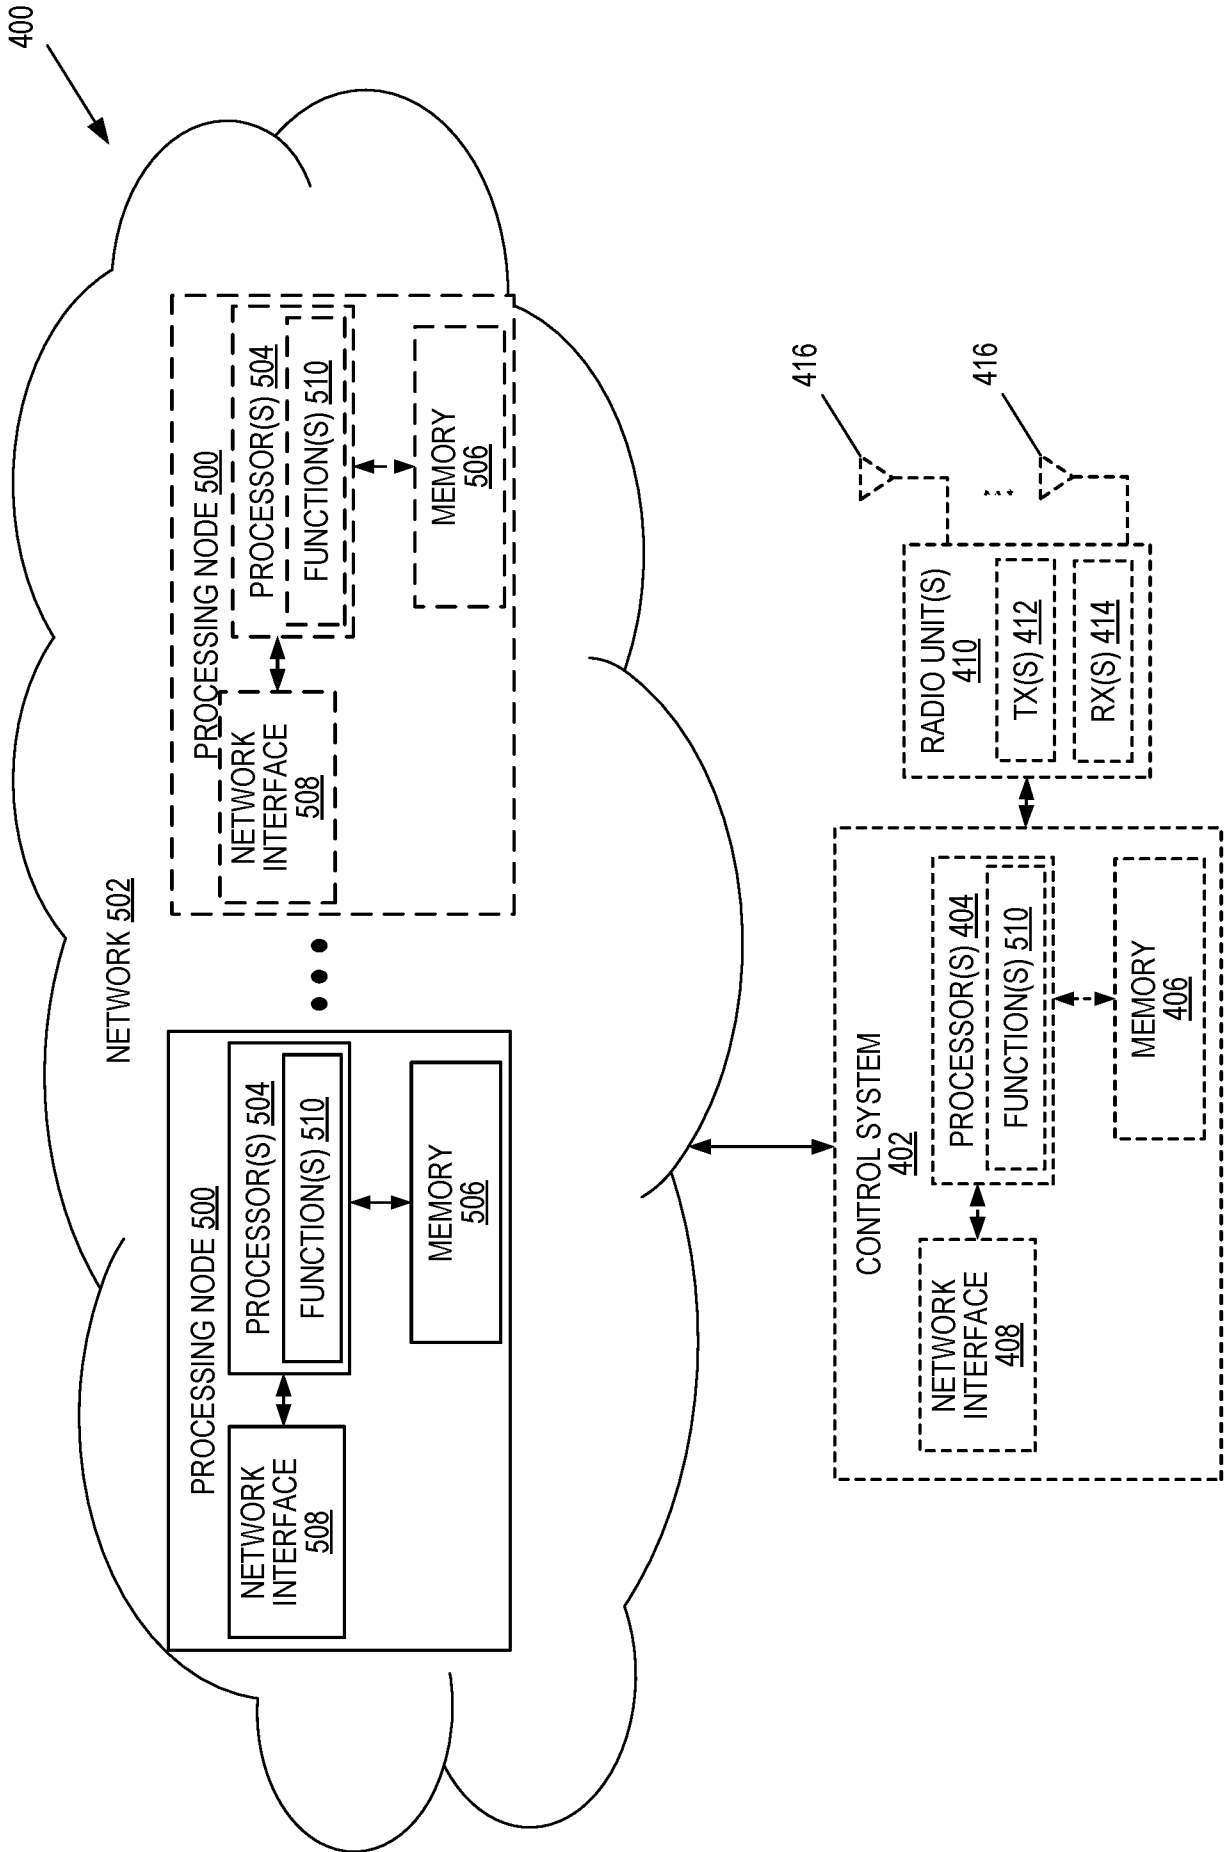 400
NETWORK 502
PROCESSING NODE 500
NETWORK
INTERFACE
508
PROCESSOR(S) 504
FUNCTION(S) 510
MEMORY
506
PROCESSING NODE 500
NETWORK
INTERFACE
508
PROCESSOR(S) 504
FUNCTION(S) 510
MEMORY
506
CONTROL SYSTEM
402
NETWORK
INTERFACE
408
PROCESSOR(S) 404
FUNCTION(S) 510
MEMORY
406
RADIO UNIT(S)
410
TX(S) 412
RX(S) 414
416
416